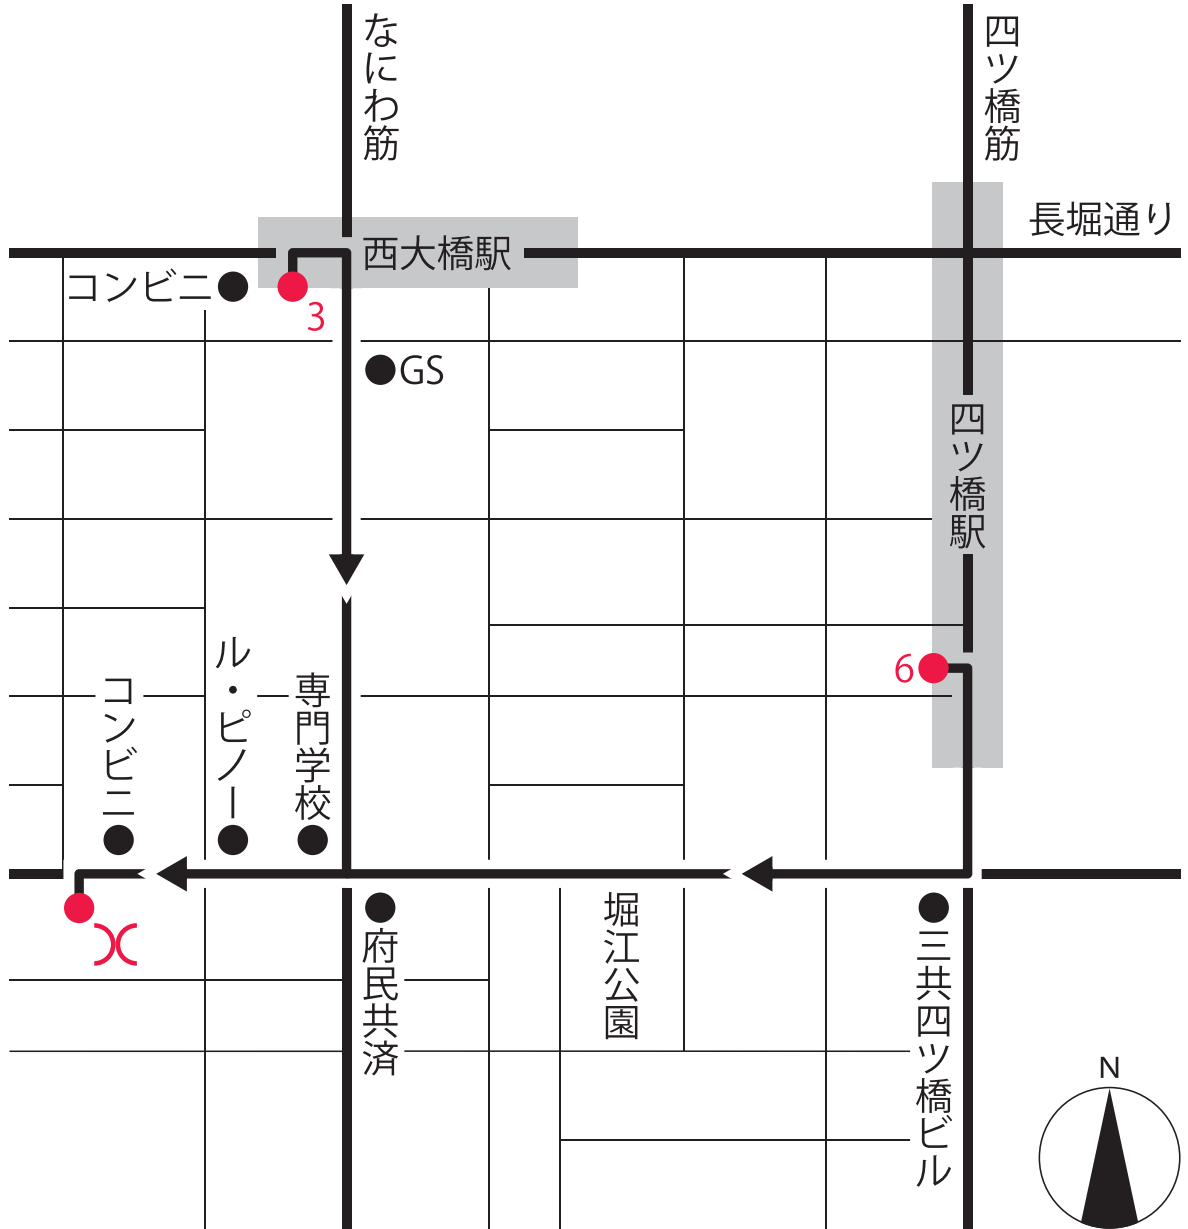 なにわ筋
四ツ橋筋
長堀通り
西大橋駅
コンビニ
3
GS
四ツ橋駅
6
ル・ピノー
専門学校
コンビニ
府民共済
堀江公園
三共四ツ橋ビル
N